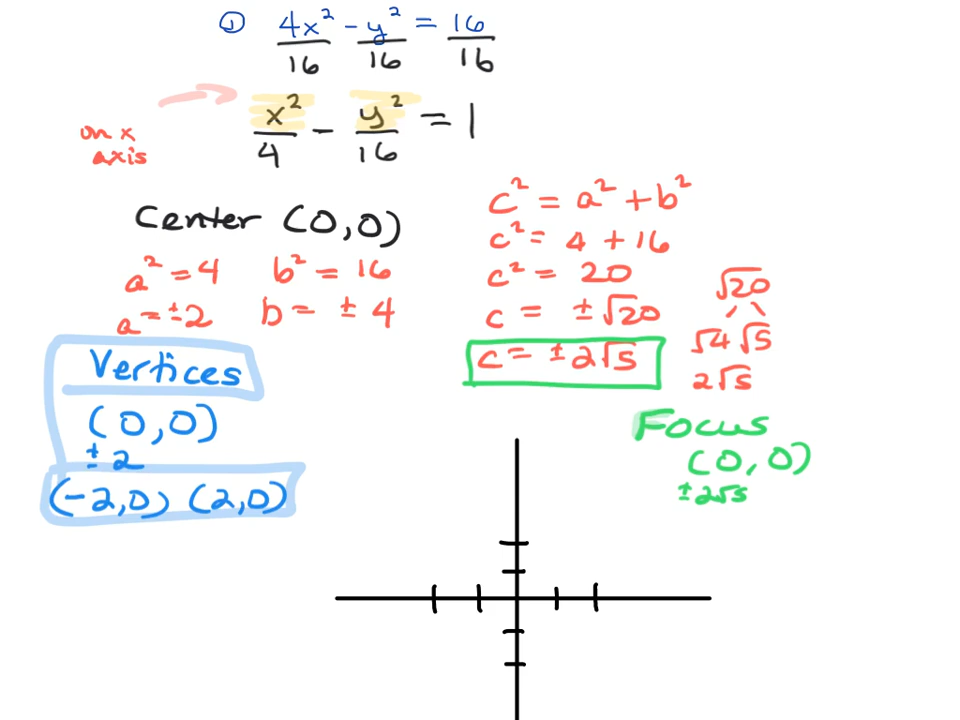 ① 4x² - y² = 16
16 16 16
x² - y² = 1
4 16
on x
axis
Center (0,0)
a² = 4 b² = 16
a = ±2 b = ± 4
c² = a² + b²
c² = 4 + 16
c² = 20
c = ± √20
c = ± 2√5
√20
√4 √5
2√5
Vertices
(0,0)
± 2
(-2,0) (2,0)
Focus
(0,0)
± 2√5